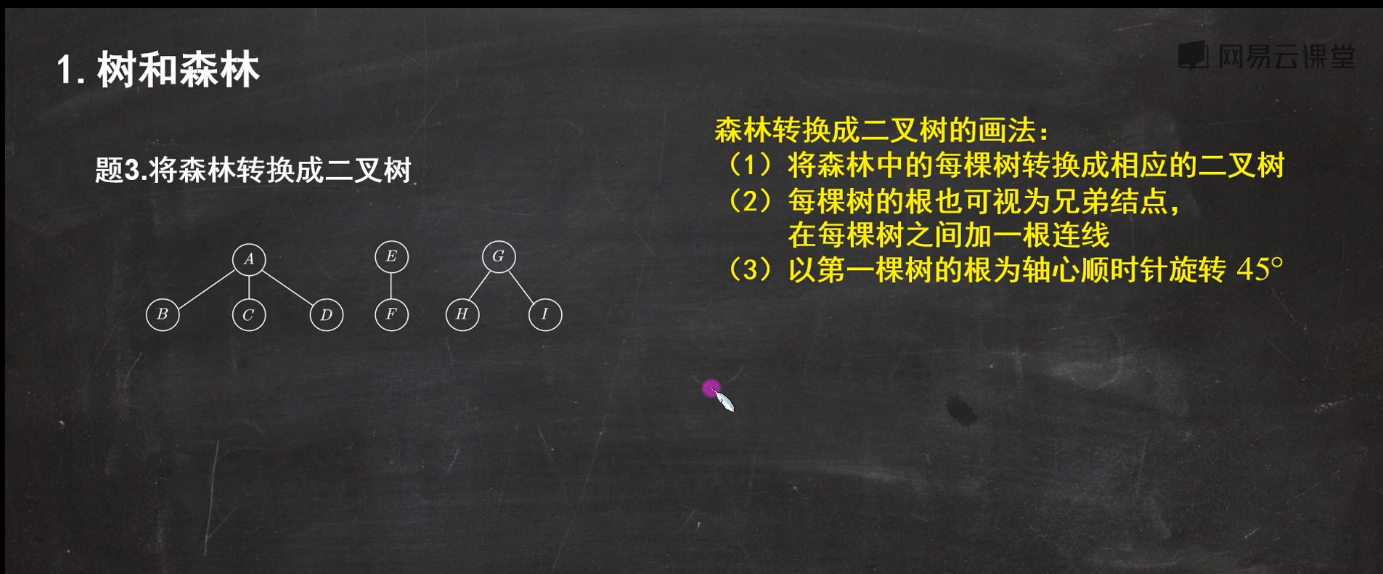 1. 树和森林
网易云课堂
题3.将森林转换成二叉树
森林转换成二叉树的画法:
（1）将森林中的每棵树转换成相应的二叉树
（2）每棵树的根也可视为兄弟结点,
在每棵树之间加一根连线
（3）以第一棵树的根为轴心顺时针旋转 45°
A
E
G
B
C
D
F
H
I